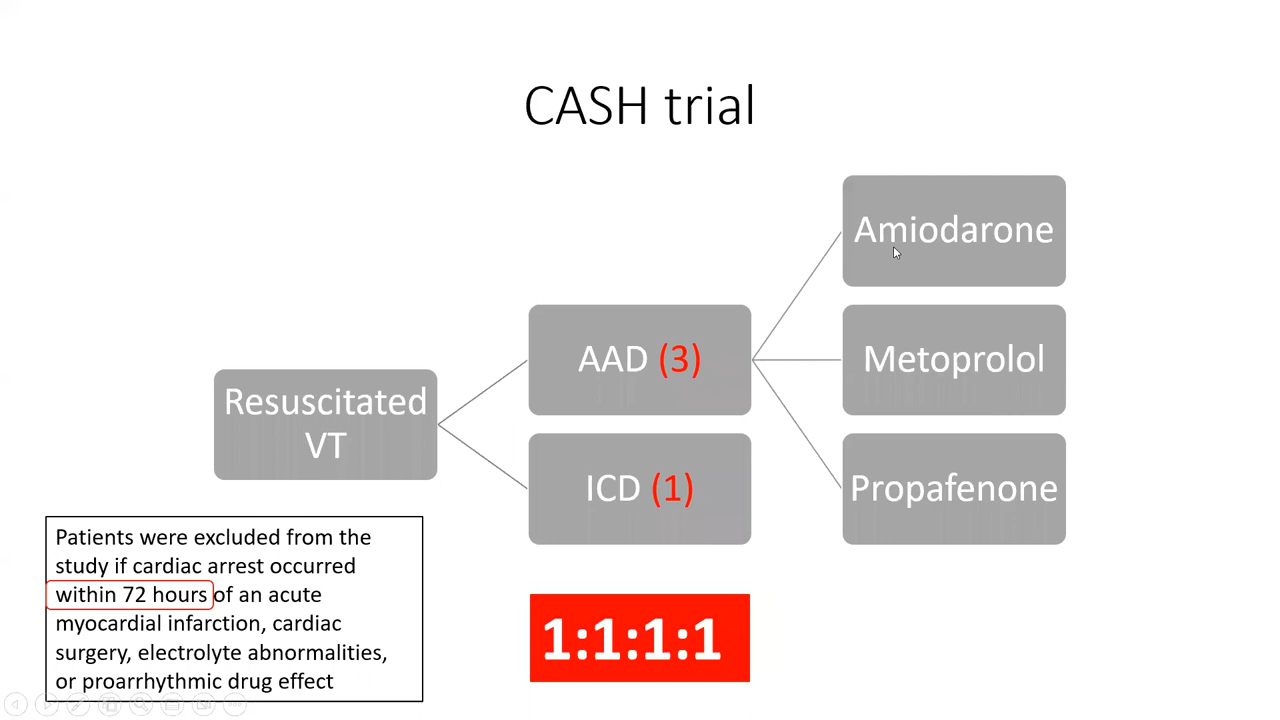 CASH trial
Resuscitated
VT
AAD (3)
ICD (1)
Amiodarone
Metoprolol
Propafenone
Patients were excluded from the
study if cardiac arrest occurred
within 72 hours of an acute
myocardial infarction, cardiac
surgery, electrolyte abnormalities,
or proarrhythmic drug effect
1:1:1:1